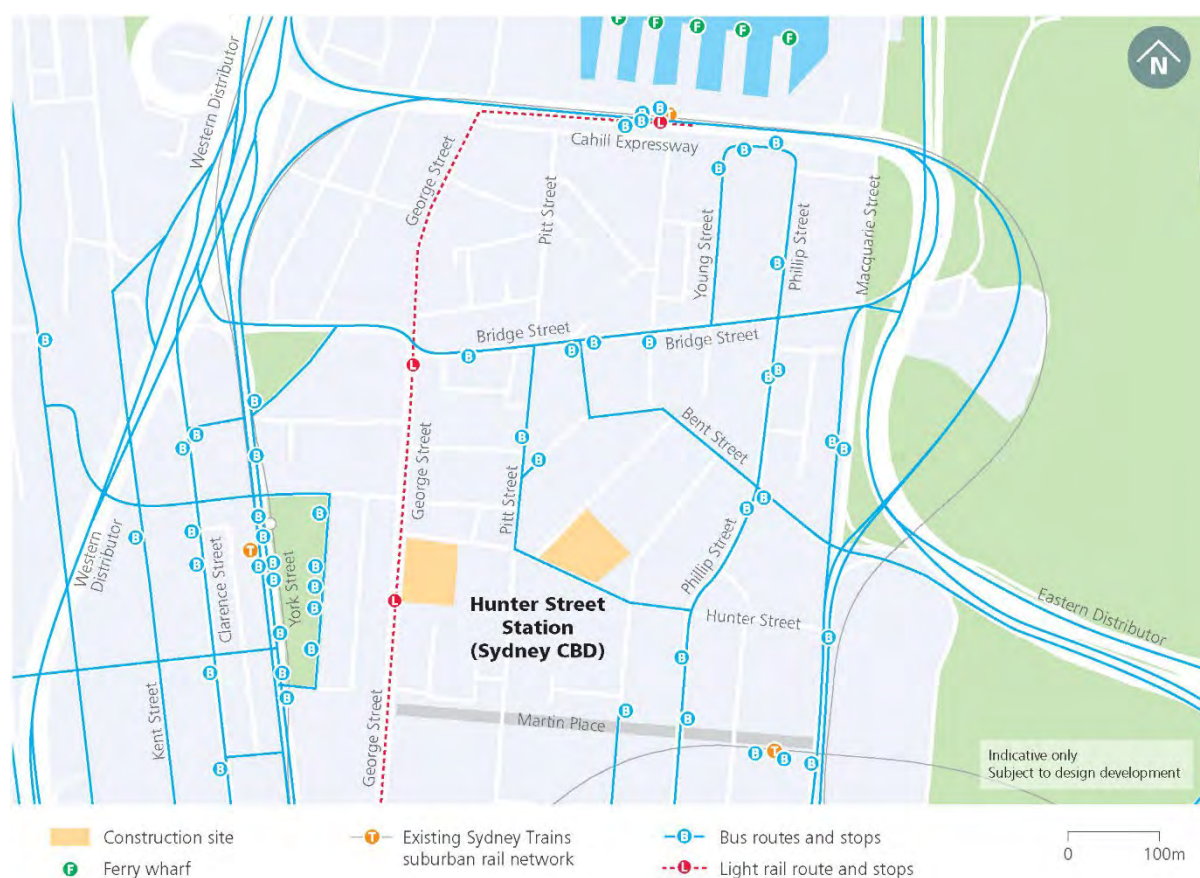 F
F
F
F
F
N
Western Distributor
B
B
T
B
B
L
Cahill Expressway
George Street
Pitt Street
B
B
B
Young Street
Phillip Street
Macquarie Street
B
Bridge Street
Bridge Street
B
B
B
B
B
L
B
B
B
B
Bent Street
B
B
B
B
B
B
B
George Street
Pitt Street
B
B
B
B
B
Western
Distributor
B
B
B
B
B
T
B
B
B
Clarence Street
York Street
B
B
B
B
Phillip Street
L
Hunter Street
Station
(Sydney CBD)
Hunter Street
Eastern Distributor
B
B
B
B
B
B
Kent Street
George Street
Martin Place
B
B
B
T
B
B
B
Indicative only
Subject to design development
Construction site
T Existing Sydney Trains
suburban rail network
B Bus routes and stops
F Ferry wharf
L Light rail route and stops
0 100m